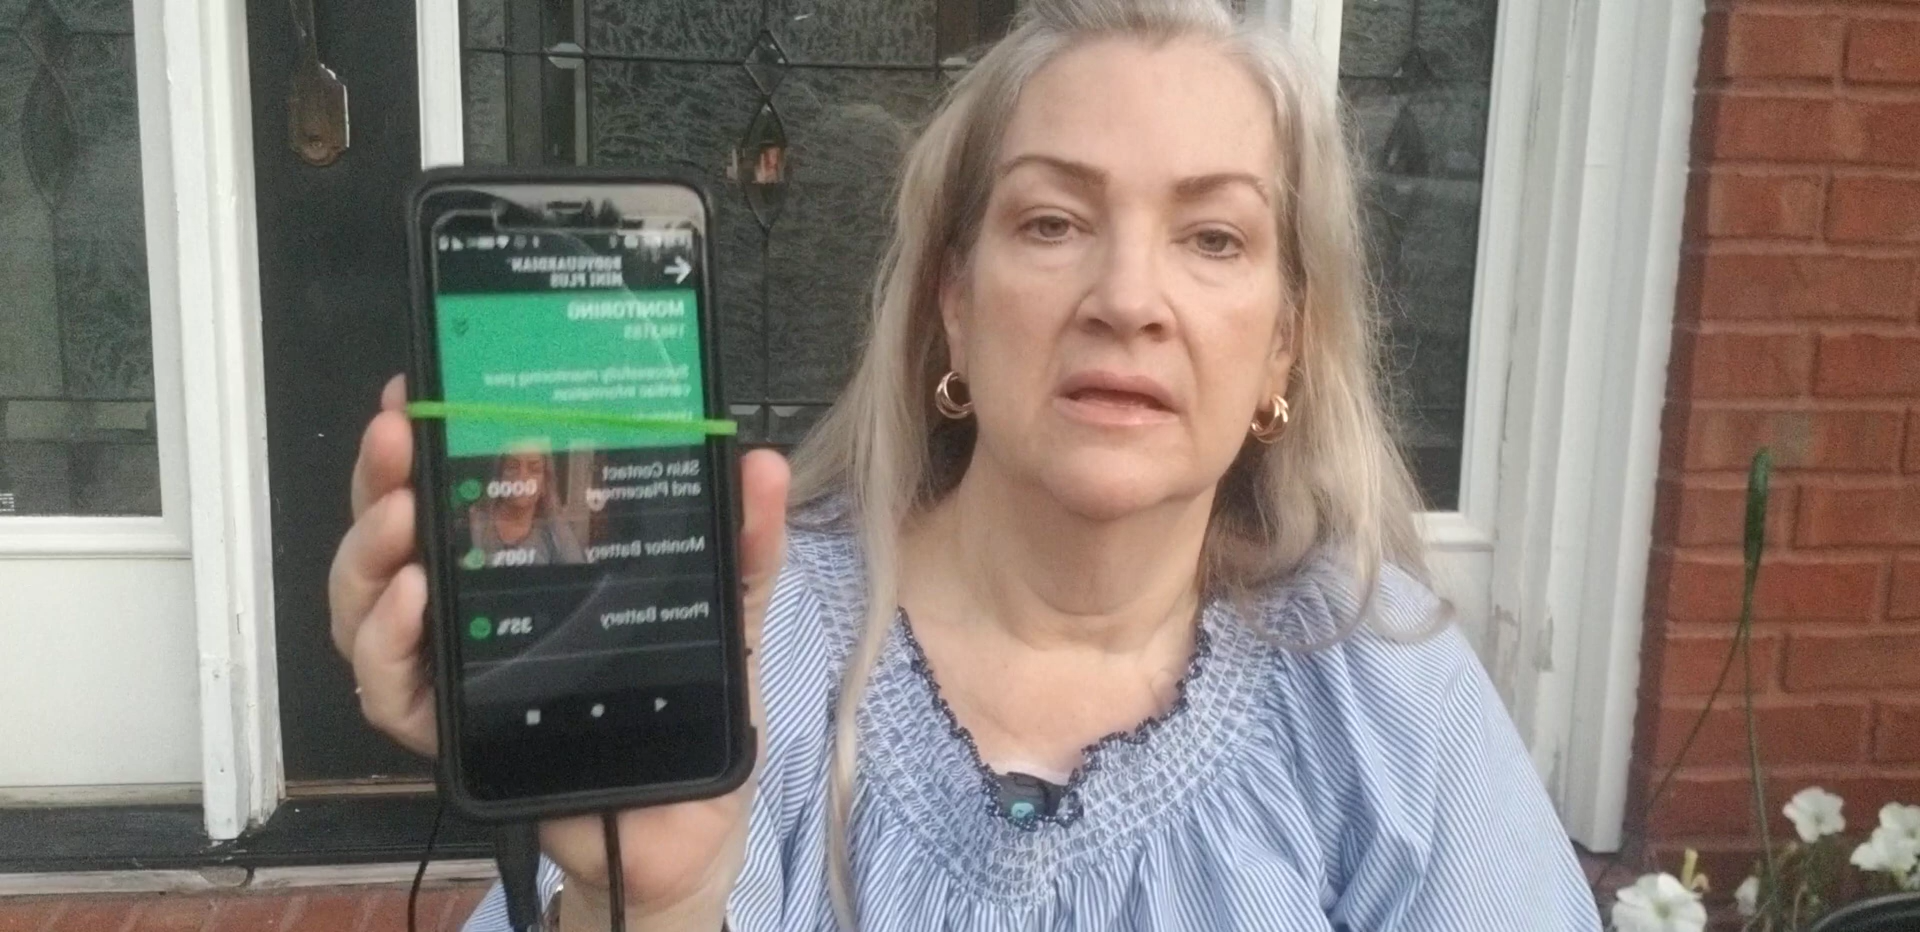 BODYGUARDIAN
MINI PLUS
MONITORING
Successfully monitoring your
cardiac information.
Skin Contact
and Placement
GOOD
Monitor Battery
100%
Phone Battery
35%